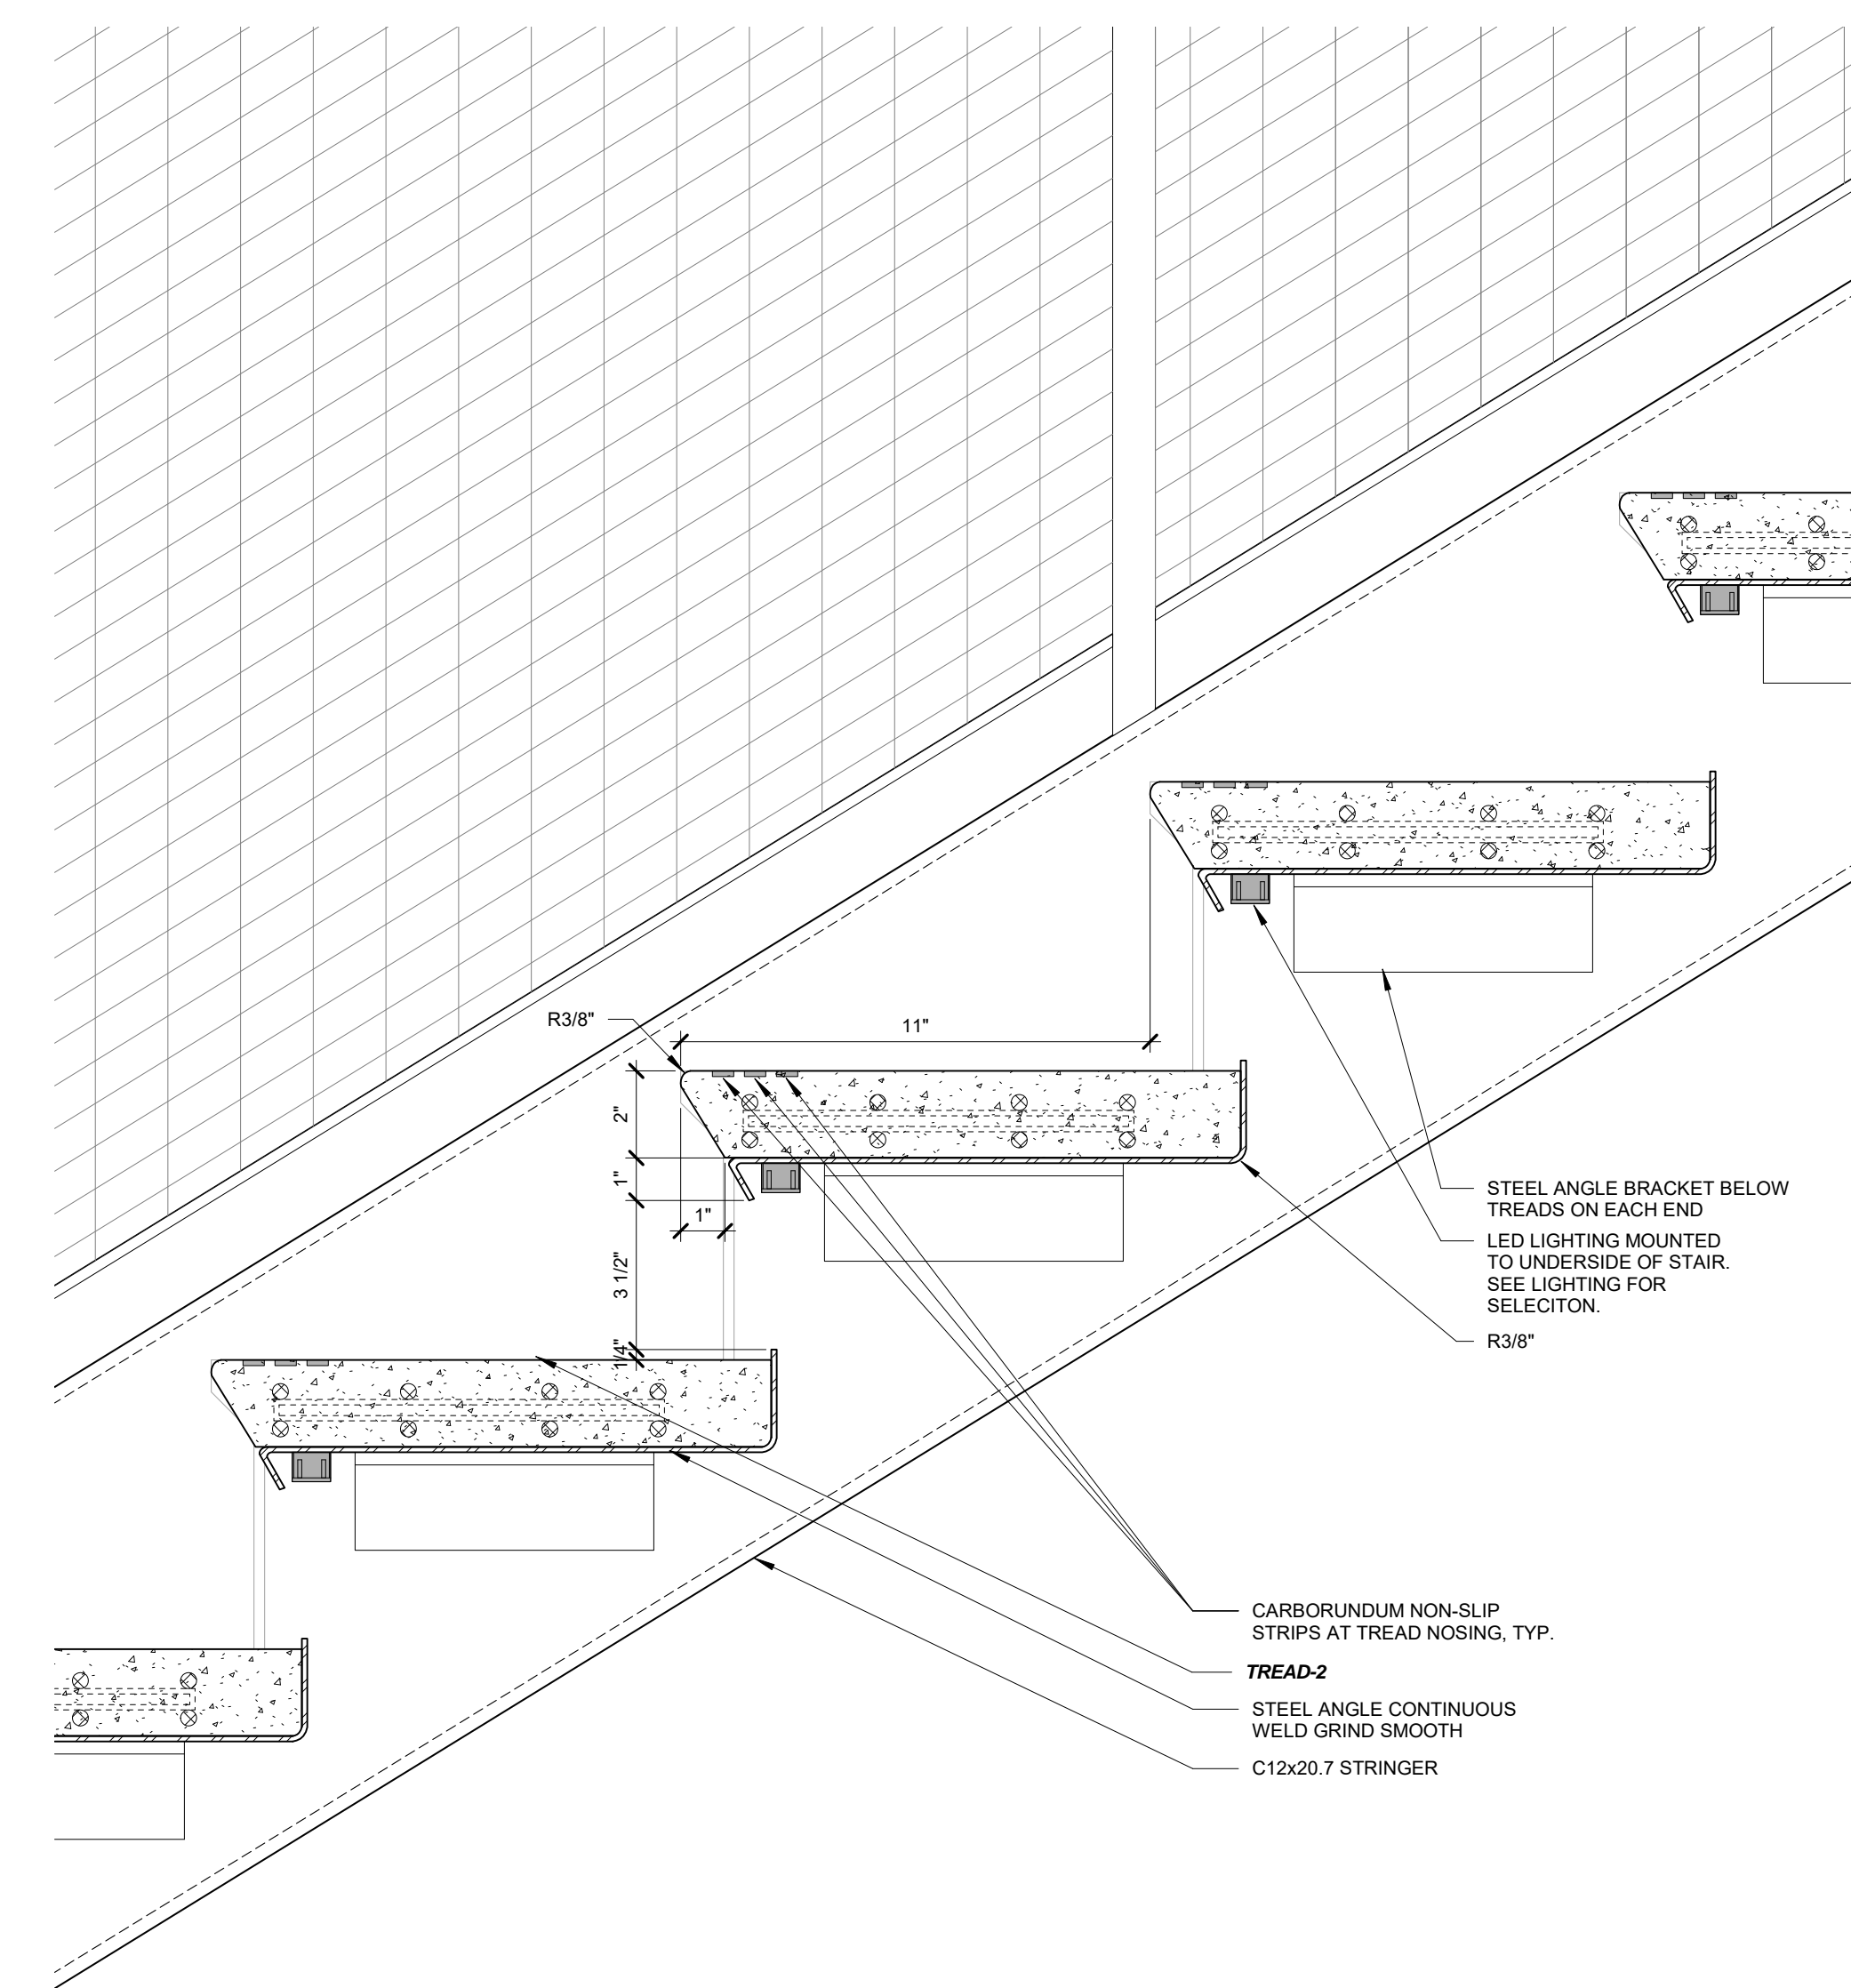 R3/8"
11"
2"
1"
1"
3 1/2"
1/4"
STEEL ANGLE BRACKET BELOW
TREADS ON EACH END
LED LIGHTING MOUNTED
TO UNDERSIDE OF STAIR.
SEE LIGHTING FOR
SELECITON.
R3/8"
CARBORUNDUM NON-SLIP
STRIPS AT TREAD NOSING, TYP.
TREAD-2
STEEL ANGLE CONTINUOUS
WELD GRIND SMOOTH
C12x20.7 STRINGER